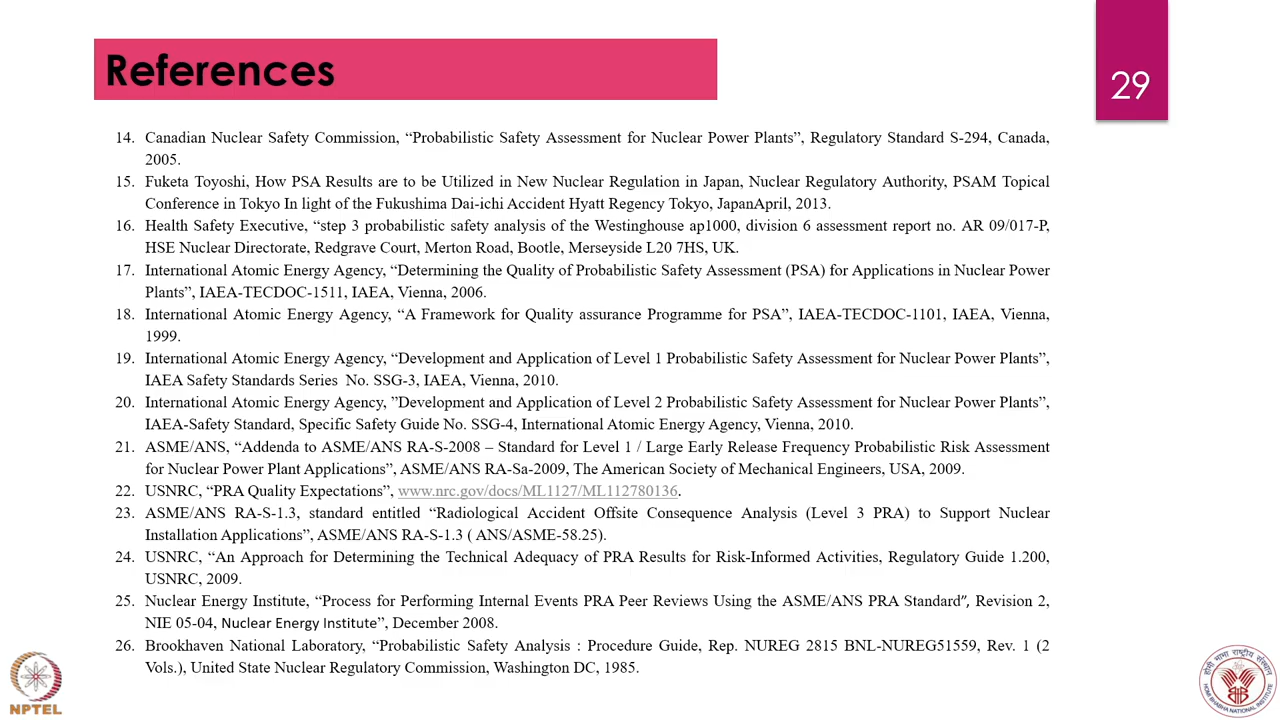 References
29
14. Canadian Nuclear Safety Commission, “Probabilistic Safety Assessment for Nuclear Power Plants”, Regulatory Standard S-294, Canada,
2005.
15. Fuketa Toyoshi, How PSA Results are to be Utilized in New Nuclear Regulation in Japan, Nuclear Regulatory Authority, PSAM Topical
Conference in Tokyo In light of the Fukushima Dai-ichi Accident Hyatt Regency Tokyo, JapanApril, 2013.
16. Health Safety Executive, “step 3 probabilistic safety analysis of the Westinghouse ap1000, division 6 assessment report no. AR 09/017-P,
HSE Nuclear Directorate, Redgrave Court, Merton Road, Bootle, Merseyside L20 7HS, UK.
17. International Atomic Energy Agency, “Determining the Quality of Probabilistic Safety Assessment (PSA) for Applications in Nuclear Power
Plants”, IAEA-TECDOC-1511, IAEA, Vienna, 2006.
18. International Atomic Energy Agency, “A Framework for Quality assurance Programme for PSA”, IAEA-TECDOC-1101, IAEA, Vienna,
1999.
19. International Atomic Energy Agency, “Development and Application of Level 1 Probabilistic Safety Assessment for Nuclear Power Plants”,
IAEA Safety Standards Series No. SSG-3, IAEA, Vienna, 2010.
20. International Atomic Energy Agency, ”Development and Application of Level 2 Probabilistic Safety Assessment for Nuclear Power Plants”,
IAEA-Safety Standard, Specific Safety Guide No. SSG-4, International Atomic Energy Agency, Vienna, 2010.
21. ASME/ANS, “Addenda to ASME/ANS RA-S-2008 – Standard for Level 1 / Large Early Release Frequency Probabilistic Risk Assessment
for Nuclear Power Plant Applications”, ASME/ANS RA-Sa-2009, The American Society of Mechanical Engineers, USA, 2009.
22. USNRC, “PRA Quality Expectations”, www.nrc.gov/docs/ML1127/ML112780136.
23. ASME/ANS RA-S-1.3, standard entitled “Radiological Accident Offsite Consequence Analysis (Level 3 PRA) to Support Nuclear
Installation Applications”, ASME/ANS RA-S-1.3 ( ANS/ASME-58.25).
24. USNRC, “An Approach for Determining the Technical Adequacy of PRA Results for Risk-Informed Activities, Regulatory Guide 1.200,
USNRC, 2009.
25. Nuclear Energy Institute, “Process for Performing Internal Events PRA Peer Reviews Using the ASME/ANS PRA Standard”, Revision 2,
NIE 05-04, Nuclear Energy Institute”, December 2008.
26. Brookhaven National Laboratory, “Probabilistic Safety Analysis : Procedure Guide, Rep. NUREG 2815 BNL-NUREG51559, Rev. 1 (2
Vols.), United State Nuclear Regulatory Commission, Washington DC, 1985.
NPTEL
होमी भाभा राष्ट्रीय संस्थान
HOMI BHABHA NATIONAL INSTITUTE